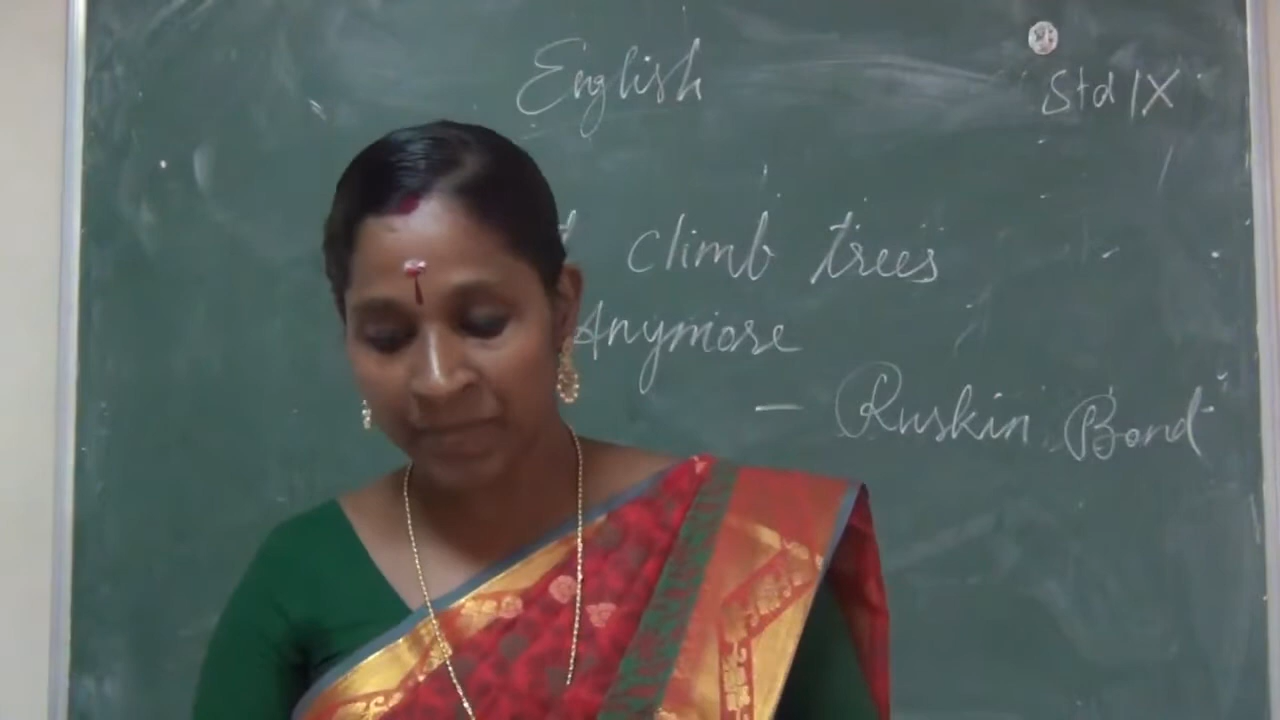 English
Std IX
climb trees
Anymore
- Ruskin Bond